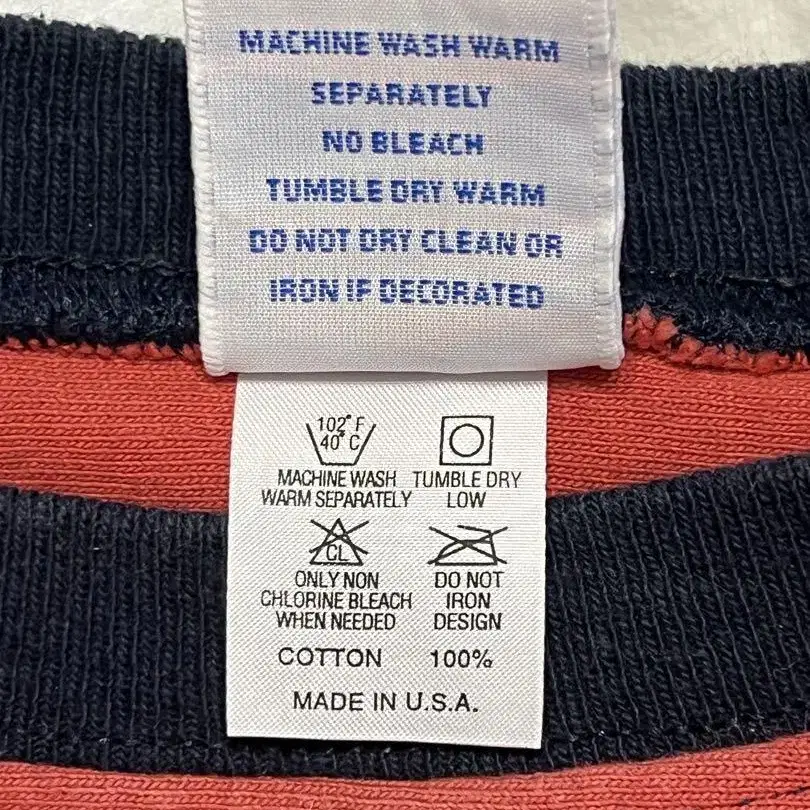 MACHINE WASH WARM
SEPARATELY
NO BLEACH
TUMBLE DRY WARM
DO NOT DRY CLEAN OR
IRON IF DECORATED
102° F
40° C
MACHINE WASH
WARM SEPARATELY
TUMBLE DRY
LOW
CL
ONLY NON
CHLORINE BLEACH
WHEN NEEDED
DO NOT
IRON
DESIGN
COTTON 100%
MADE IN U.S.A.